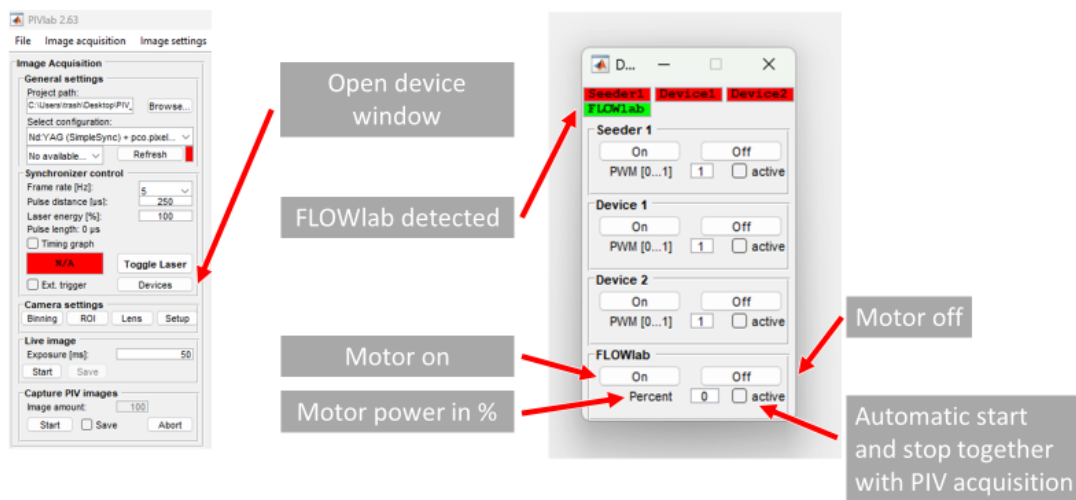 PIVlab 2.63
File Image acquisition Image settings
Image Acquisition
General settings
Project path:
C:\Users\trash\Desktop\PIV_ Browse...
Select configuration:
Nd:YAG (SimpleSync) + pco.pixel...
No available... Refresh
Synchronizer control
Frame rate [Hz]: 5
Pulse distance [µs]: 250
Laser energy [%]: 100
Pulse length: 0 µs
Timing graph
N/A Toggle Laser
Ext. trigger Devices
Camera settings
Binning ROI Lens Setup
Live image
Exposure [ms]: 50
Start Save
Capture PIV images
Image amount: 100
Start Save Abort
Open device
window
FLOWlab detected
Motor on
Motor power in %
D...
Seeder1 Device1 Device2
FLOWlab
Seeder 1
On Off
PWM [0...1] 1 active
Device 1
On Off
PWM [0...1] 1 active
Device 2
On Off
PWM [0...1] 1 active
FLOWlab
On Off
Percent 0 active
Motor off
Automatic start
and stop together
with PIV acquisition